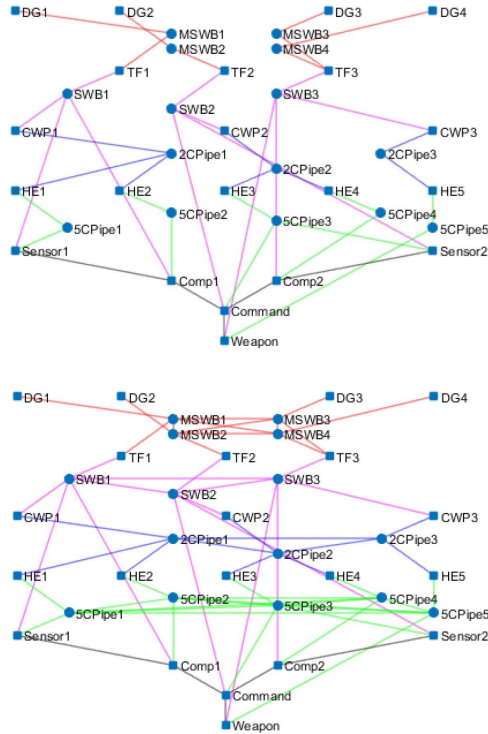 DG1 DG2 DG3 DG4
MSWB1 MSWB3
MSWB2 MSWB4
TF1 TF2 TF3
SWB1 SWB3
SWB2
CWP1 CWP2 CWP3
2CPipe1 2CPipe3
2CPipe2
HE1 HE2 HE3 HE4 HE5
5CPipe2 5CPipe4
5CPipe3
5CPipe1 5CPipe5
Sensor1 Sensor2
Comp1 Comp2
Command
Weapon
DG1 DG2 DG3 DG4
MSWB1 MSWB3
MSWB2 MSWB4
TF1 TF2 TF3
SWB1 SWB3
SWB2
CWP1 CWP2 CWP3
2CPipe1 2CPipe3
2CPipe2
HE1 HE2 HE3 HE4 HE5
5CPipe2 5CPipe4
5CPipe3
5CPipe1 5CPipe5
Sensor1 Sensor2
Comp1 Comp2
Command
Weapon